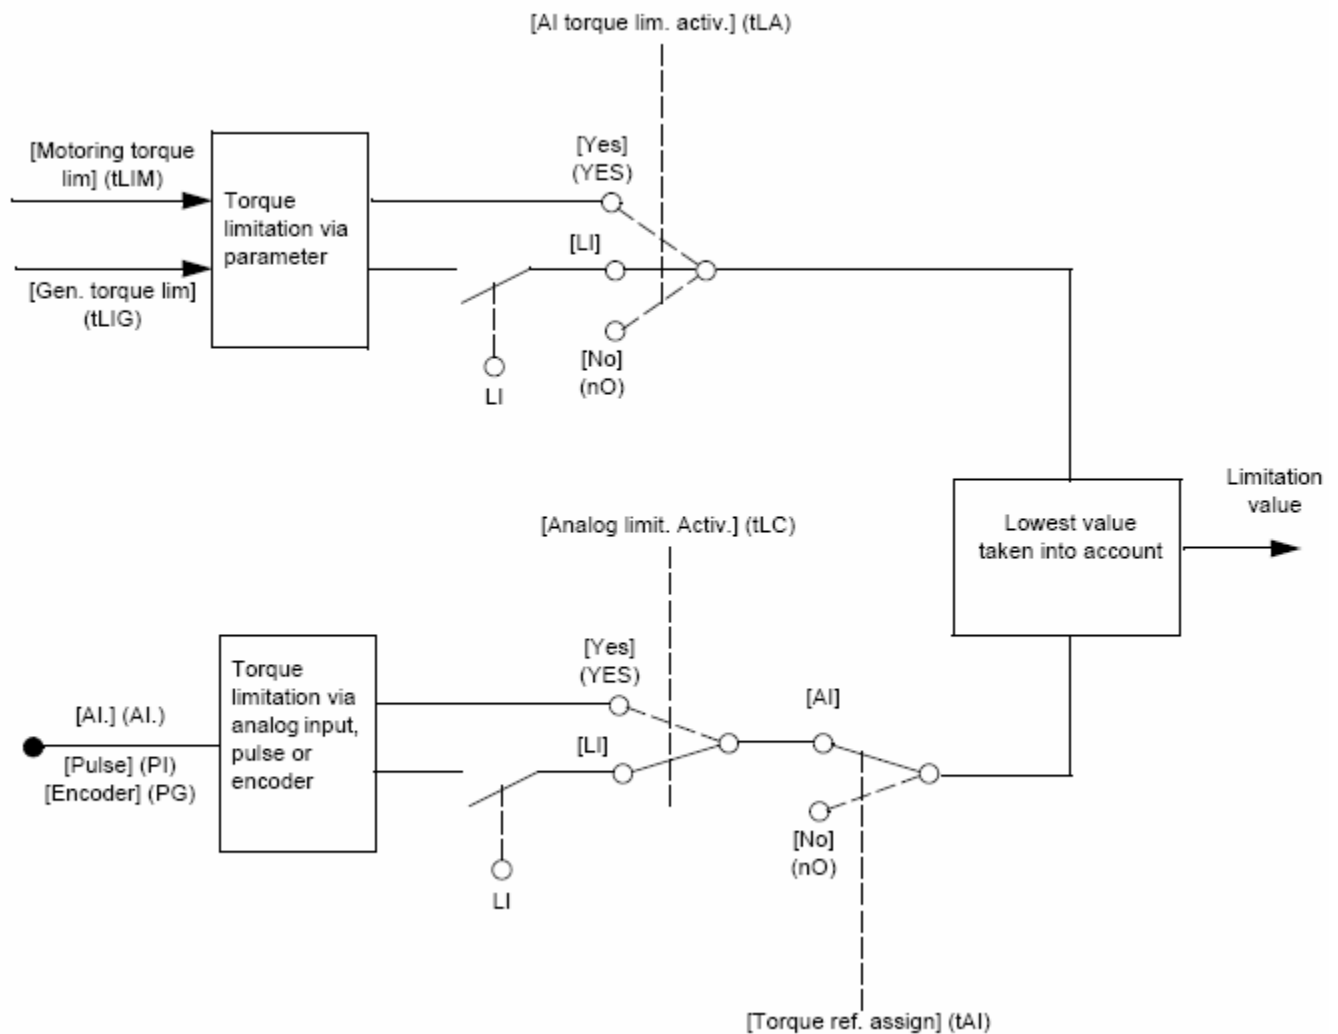 [AI torque lim. activ.] (tLA)
[Motoring torque
lim] (tLIM)
[Gen. torque lim]
(tLIG)
Torque
limitation via
parameter
[Yes]
(YES)
[LI]
[No]
(nO)
LI
Lowest value
taken into account
Limitation
value
[Analog limit. Activ.] (tLC)
[AI.] (AI.)
[Pulse] (PI)
[Encoder] (PG)
Torque
limitation via
analog input,
pulse or
encoder
[Yes]
(YES)
[LI]
LI
[AI]
[No]
(nO)
[Torque ref. assign] (tAI)